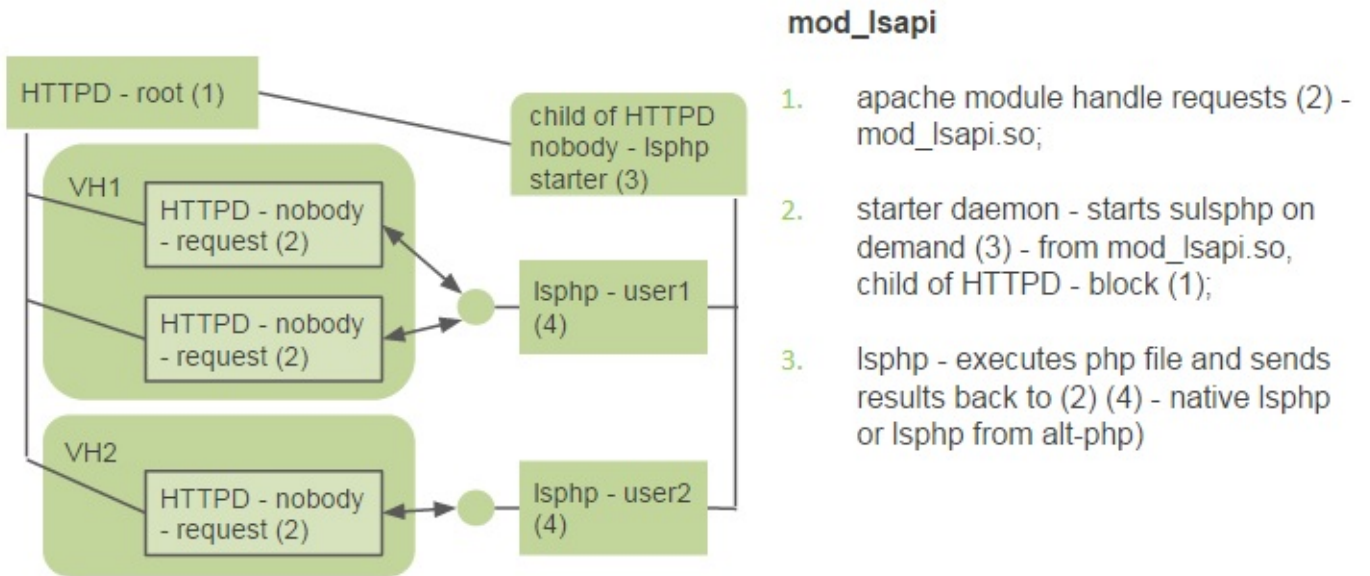 HTTPD - root (1)
child of HTTPD
nobody - lsphp
starter (3)
VH1
HTTPD - nobody
- request (2)
HTTPD - nobody
- request (2)
lsphp - user1
(4)
VH2
HTTPD - nobody
- request (2)
lsphp - user2
(4)
mod_lsapi
1. apache module handle requests (2) -
mod_lsapi.so;
2. starter daemon - starts sulsphp on
demand (3) - from mod_lsapi.so,
child of HTTPD - block (1);
3. lsphp - executes php file and sends
results back to (2) (4) - native lsphp
or lsphp from alt-php)